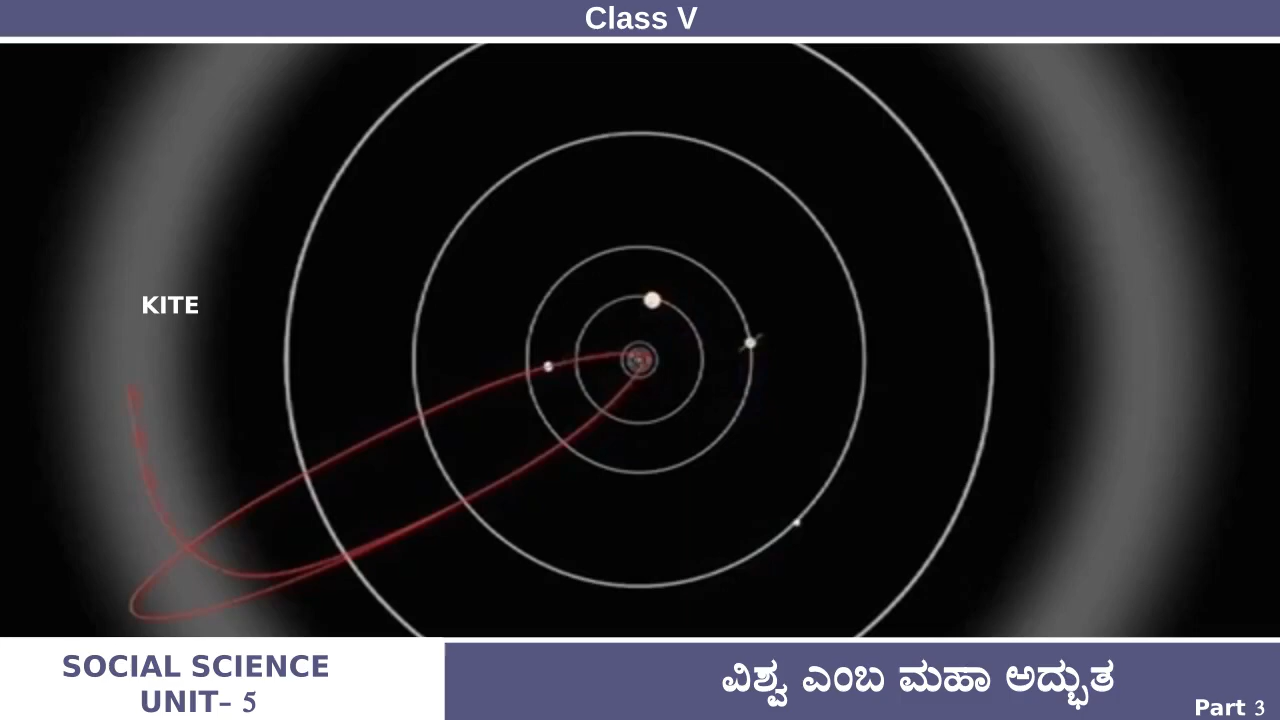 Class V
KITE
SOCIAL SCIENCE
UNIT– 5
ವಿಶ್ವ ಎಂಬ ಮಹಾ ಅದ್ಭುತ
Part 3